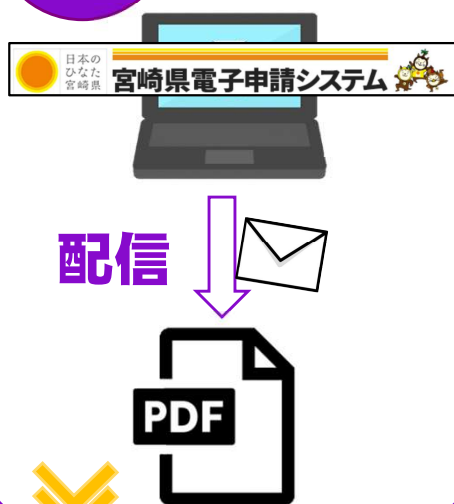 日本の
ひなた
宮崎県
宮崎県電子申請システム
配信
PDF